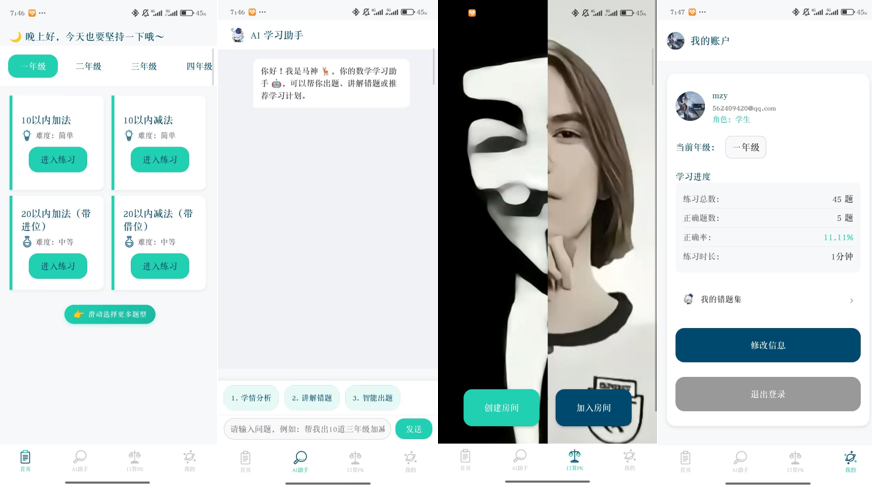 7:46
45%
🌙 晚上好，今天也要坚持一下哦～
一年级
二年级
三年级
四年级
10以内加法
难度：简单
进入练习
10以内减法
难度：简单
进入练习
20以内加法（带
进位）
难度：中等
进入练习
20以内减法（带
借位）
难度：中等
进入练习
👉 滑动选择更多题型
首页
AI助手
口算PK
我的
7:46
45%
AI 学习助手
你好！我是马神 🦌，你的数学学习助
手 🤖，可以帮你出题、讲解错题或推
荐学习计划。
1. 学情分析
2. 讲解错题
3. 智能出题
请输入问题，例如：帮我出10道三年级加减
发送
首页
AI助手
口算PK
我的
45%
创建房间
加入房间
首页
AI助手
口算PK
我的
7:47
45%
我的账户
mzy
562409420@qq.com
角色：学生
当前年级：
一年级
学习进度
练习总数：
45 题
正确题数：
5 题
正确率：
11.11%
练习时长：
1分钟
我的错题集
修改信息
退出登录
首页
AI助手
口算PK
我的